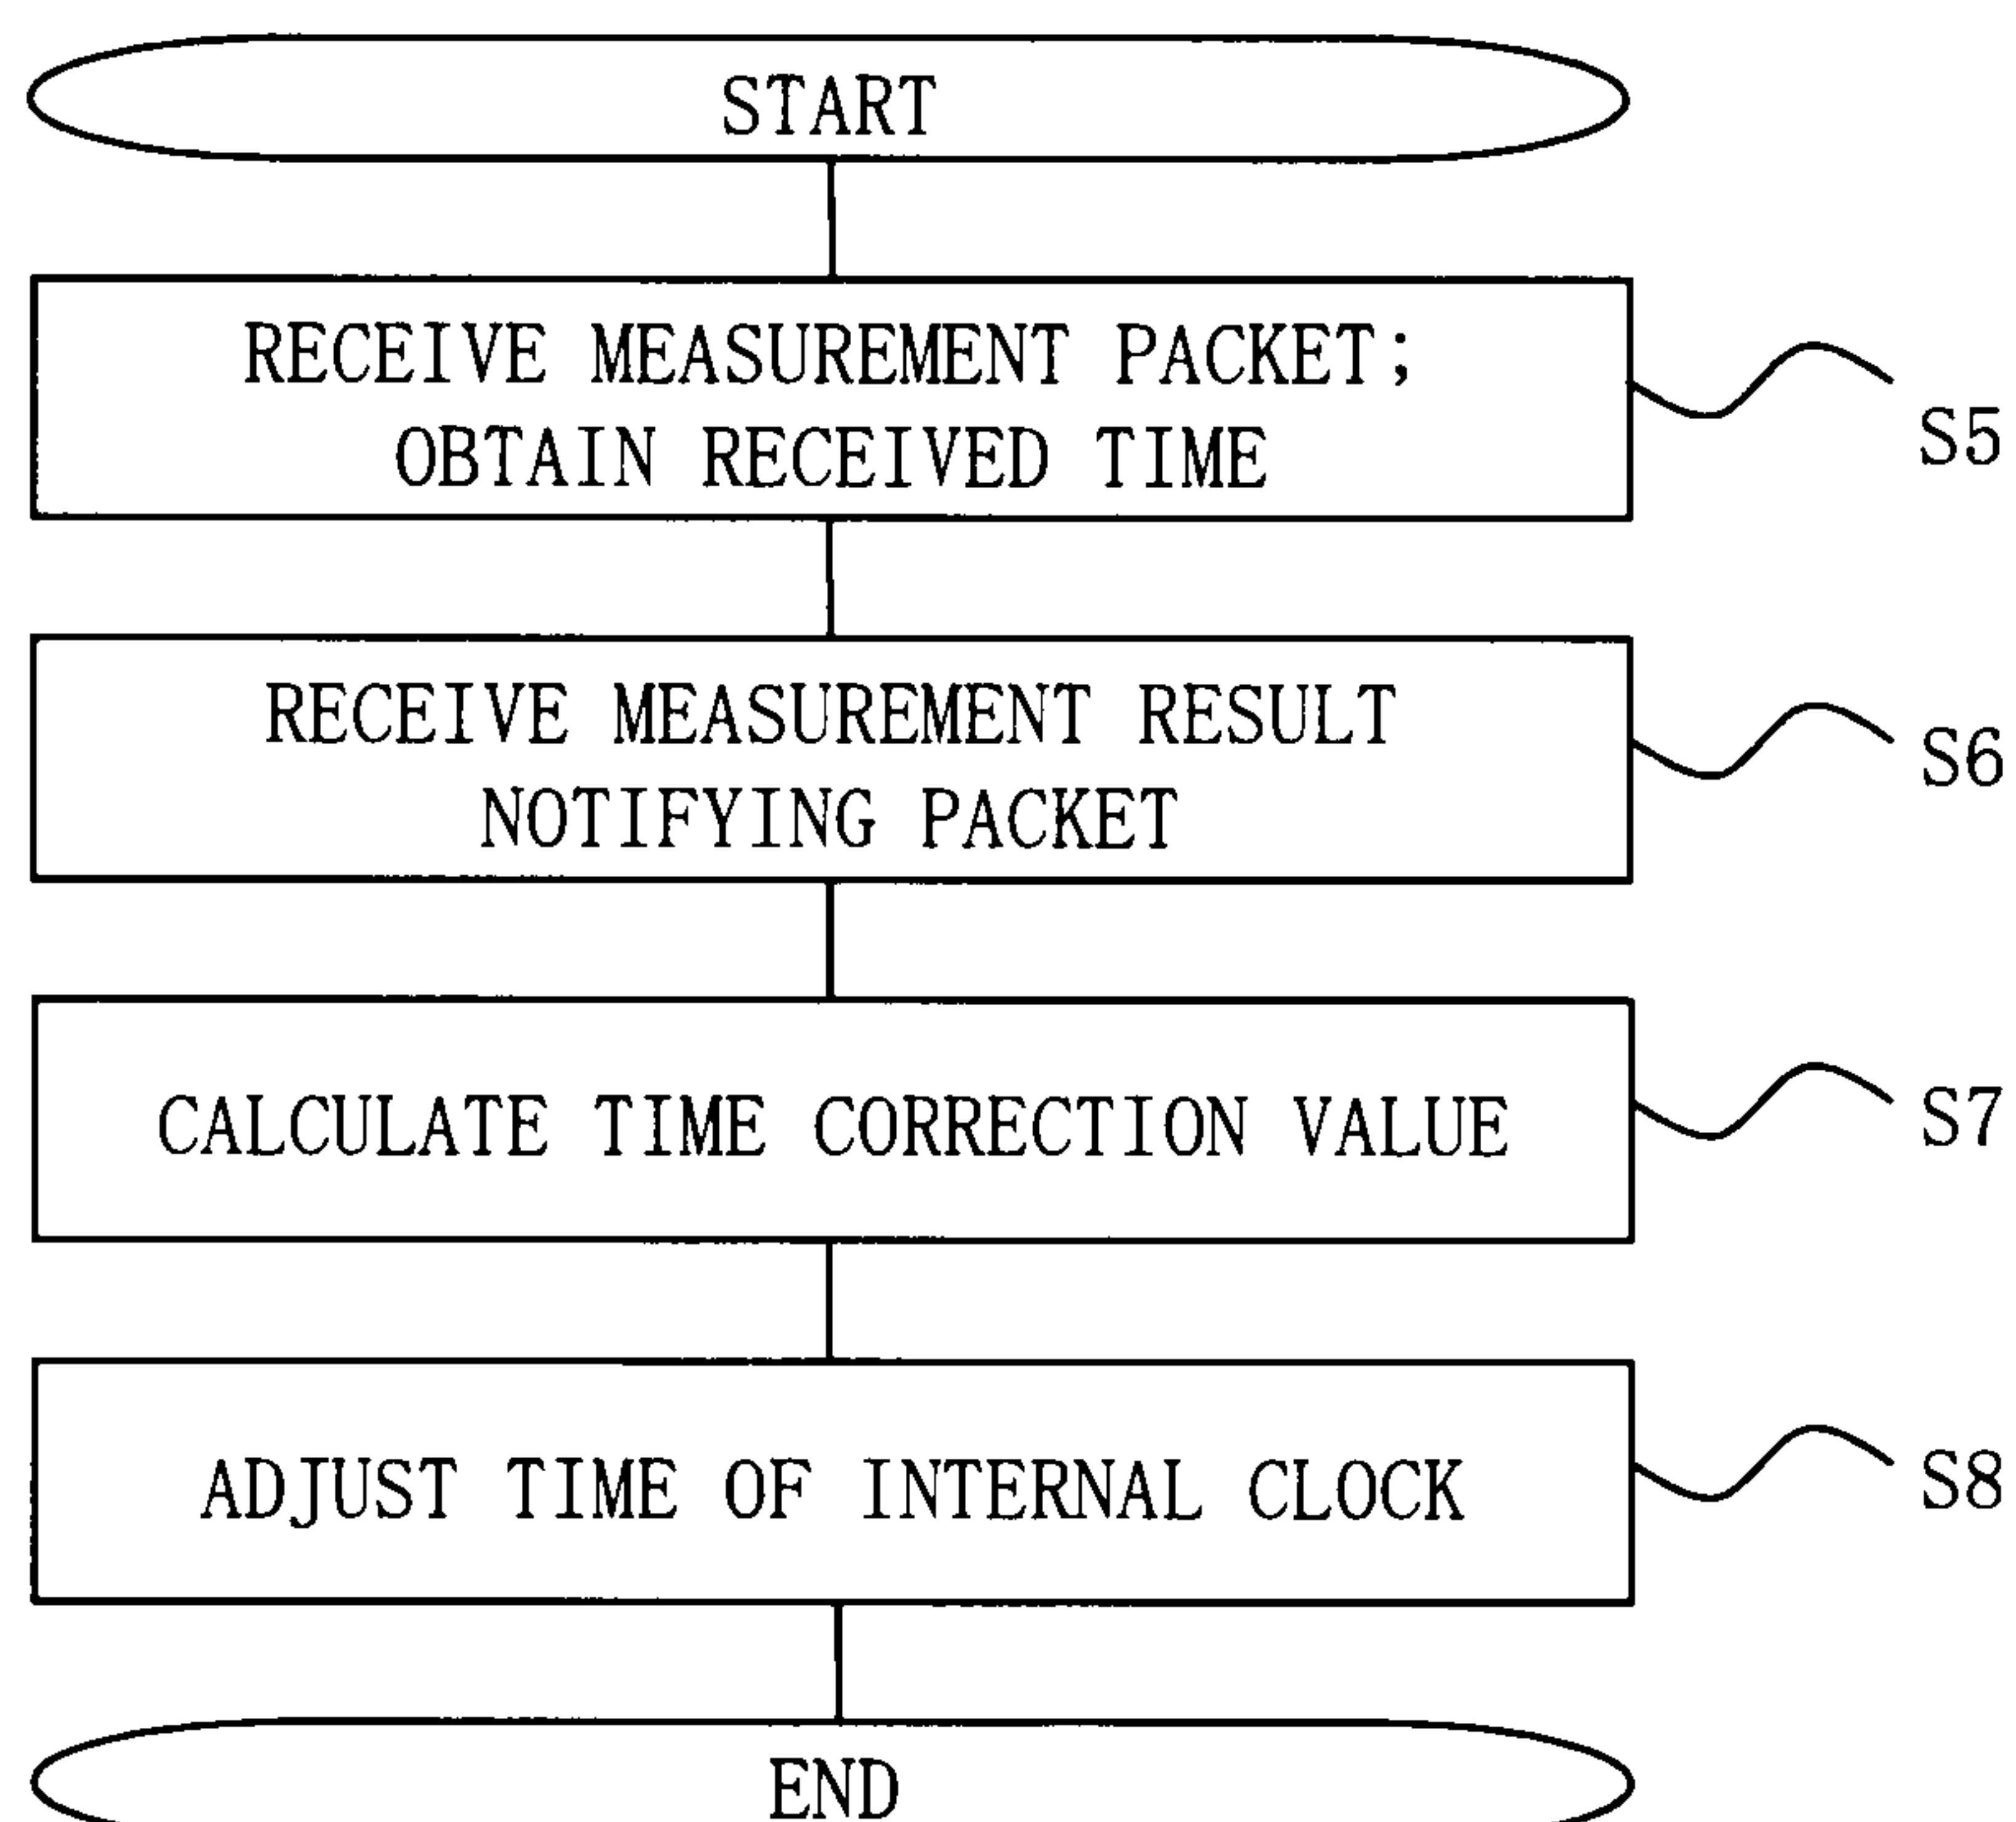 START
RECEIVE MEASUREMENT PACKET;
OBTAIN RECEIVED TIME
S5
RECEIVE MEASUREMENT RESULT
NOTIFYING PACKET
S6
CALCULATE TIME CORRECTION VALUE
S7
ADJUST TIME OF INTERNAL CLOCK
S8
END